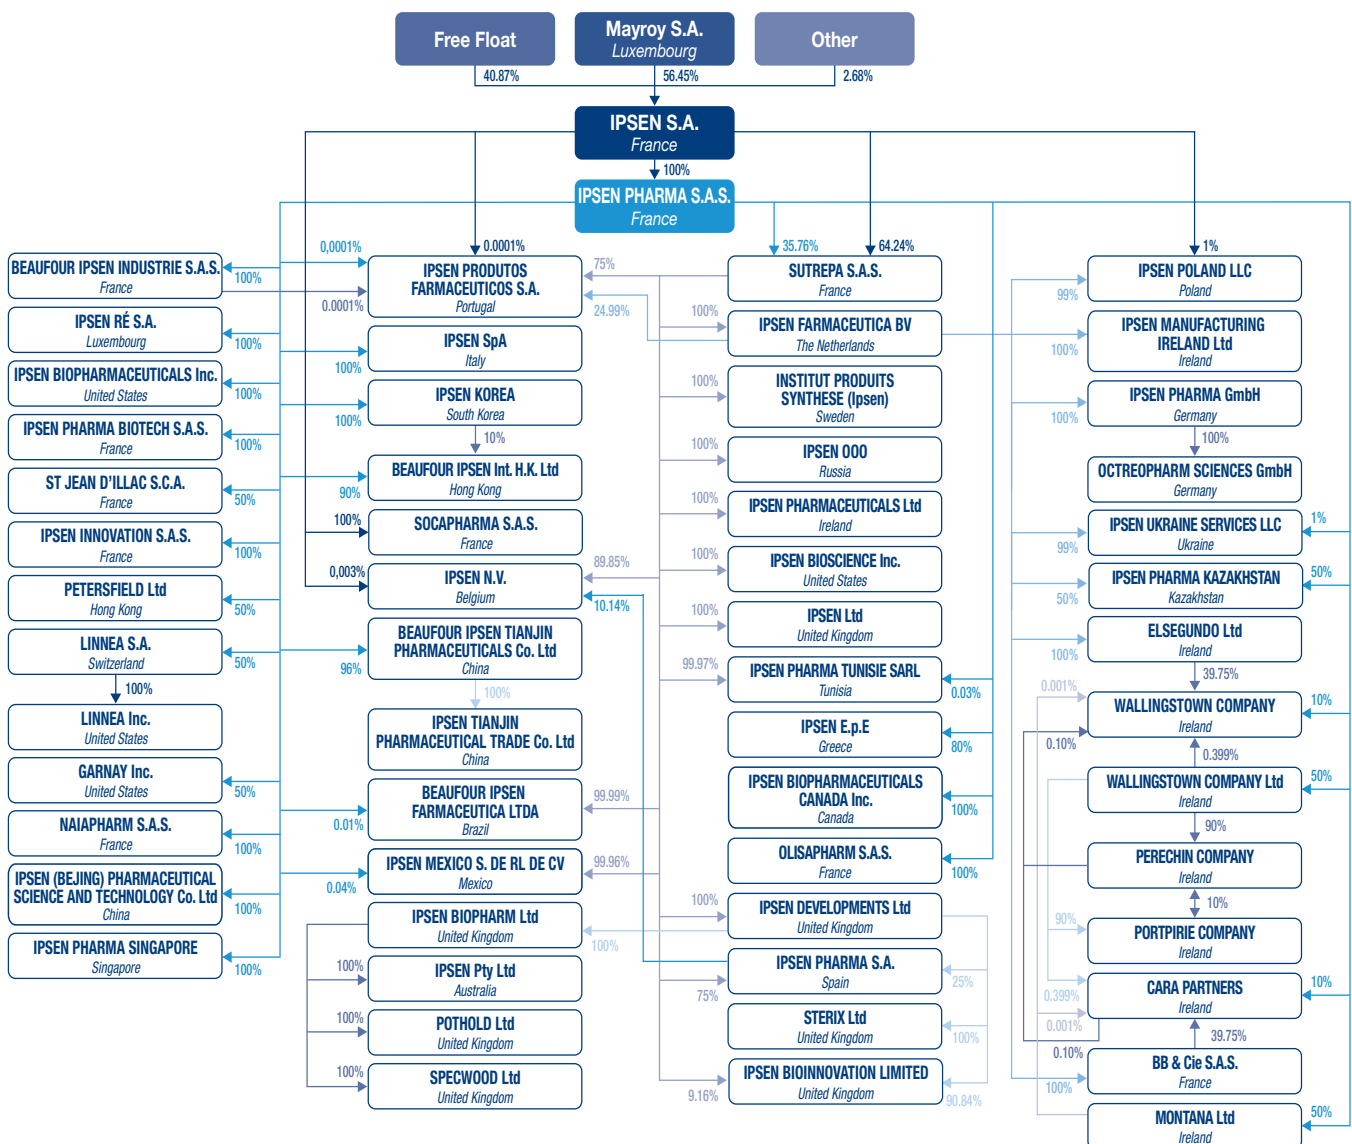 Free Float
Mayroy S.A.
Luxembourg
Other
40.87%
56.45%
2.68%
IPSEN S.A.
France
100%
IPSEN PHARMA S.A.S.
France
BEAUFOUR IPSEN INDUSTRIE S.A.S.
France
100%
IPSEN RÉ S.A.
Luxembourg
100%
IPSEN BIOPHARMACEUTICALS Inc.
United States
100%
IPSEN PHARMA BIOTECH S.A.S.
France
100%
ST JEAN D'ILLAC S.C.A.
France
50%
IPSEN INNOVATION S.A.S.
France
100%
PETERSFIELD Ltd
Hong Kong
50%
LINNEA S.A.
Switzerland
50%
100%
LINNEA Inc.
United States
GARNAY Inc.
United States
50%
NAIAPHARM S.A.S.
France
100%
IPSEN (BEJING) PHARMACEUTICAL
SCIENCE AND TECHNOLOGY Co. Ltd
China
100%
IPSEN PHARMA SINGAPORE
Singapore
100%
0,0001%
0.0001%
0.0001%
IPSEN PRODUTOS
FARMACEUTICOS S.A.
Portugal
75%
24.99%
IPSEN SpA
Italy
100%
IPSEN KOREA
South Korea
100%
10%
BEAUFOUR IPSEN Int. H.K. Ltd
Hong Kong
90%
100%
SOCAPHARMA S.A.S.
France
0,003%
IPSEN N.V.
Belgium
89.85%
10.14%
BEAUFOUR IPSEN TIANJIN
PHARMACEUTICALS Co. Ltd
China
96%
100%
IPSEN TIANJIN
PHARMACEUTICAL TRADE Co. Ltd
China
BEAUFOUR IPSEN
FARMACEUTICA LTDA
Brazil
0.01%
99.99%
IPSEN MEXICO S. DE RL DE CV
Mexico
0.04%
99.96%
IPSEN BIOPHARM Ltd
United Kingdom
100%
100%
IPSEN Pty Ltd
Australia
100%
POTHOLD Ltd
United Kingdom
100%
SPECWOOD Ltd
United Kingdom
35.76%
64.24%
SUTREPA S.A.S.
France
100%
IPSEN FARMACEUTICA BV
The Netherlands
100%
INSTITUT PRODUITS
SYNTHESE (Ipsen)
Sweden
100%
IPSEN OOO
Russia
100%
IPSEN PHARMACEUTICALS Ltd
Ireland
100%
IPSEN BIOSCIENCE Inc.
United States
100%
IPSEN Ltd
United Kingdom
99.97%
IPSEN PHARMA TUNISIE SARL
Tunisia
0.03%
IPSEN E.p.E
Greece
80%
IPSEN BIOPHARMACEUTICALS
CANADA Inc.
Canada
100%
OLISAPHARM S.A.S.
France
100%
100%
IPSEN DEVELOPMENTS Ltd
United Kingdom
IPSEN PHARMA S.A.
Spain
75%
25%
STERIX Ltd
United Kingdom
100%
IPSEN BIOINNOVATION LIMITED
United Kingdom
9.16%
90.84%
1%
IPSEN POLAND LLC
Poland
99%
IPSEN MANUFACTURING
IRELAND Ltd
Ireland
100%
IPSEN PHARMA GmbH
Germany
100%
100%
OCTREOPHARM SCIENCES GmbH
Germany
IPSEN UKRAINE SERVICES LLC
Ukraine
99%
1%
IPSEN PHARMA KAZAKHSTAN
Kazakhstan
50%
50%
ELSEGUNDO Ltd
Ireland
100%
39.75%
0.001%
WALLINGSTOWN COMPANY
Ireland
10%
0.10%
0.399%
WALLINGSTOWN COMPANY Ltd
Ireland
50%
90%
PERECHIN COMPANY
Ireland
10%
90%
PORTPIRIE COMPANY
Ireland
CARA PARTNERS
Ireland
10%
0.399%
0.001%
39.75%
0.10%
BB & Cie S.A.S.
France
100%
MONTANA Ltd
Ireland
50%